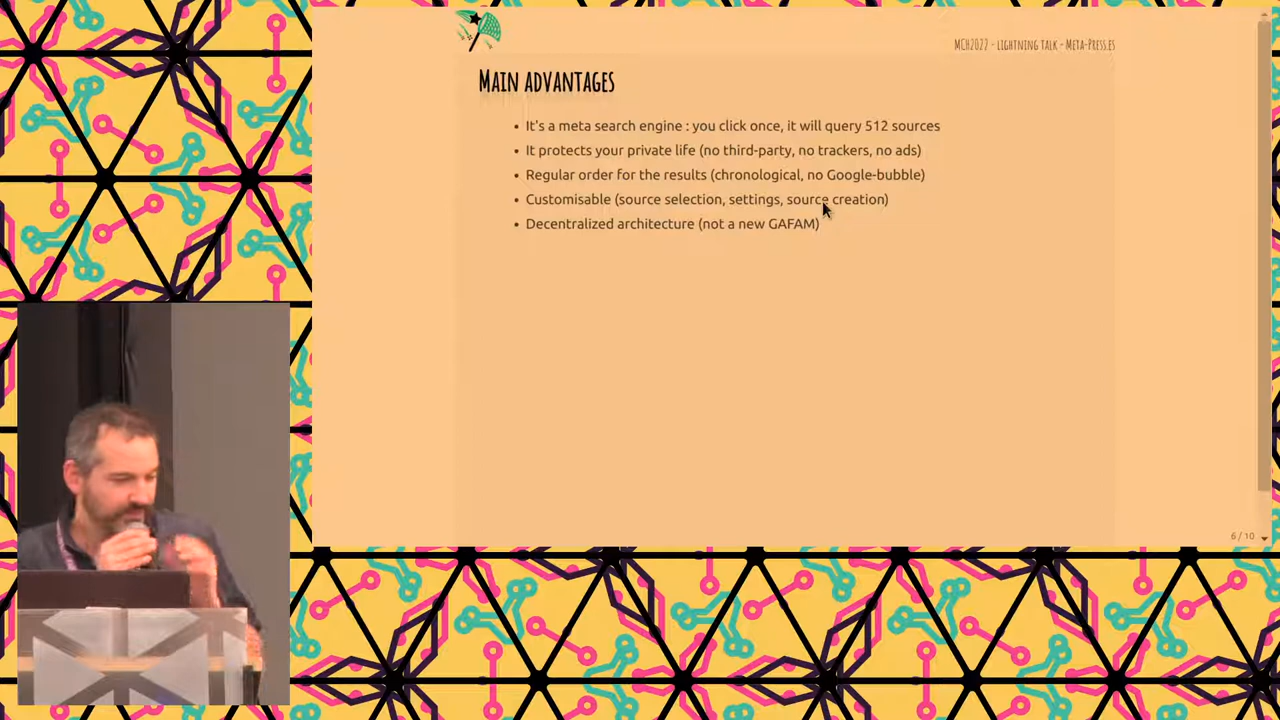 MCH2022 - lightning talk - Meta-Press.es
Main advantages
• It's a meta search engine : you click once, it will query 512 sources
• It protects your private life (no third-party, no trackers, no ads)
• Regular order for the results (chronological, no Google-bubble)
• Customisable (source selection, settings, source creation)
• Decentralized architecture (not a new GAFAM)
6 / 10